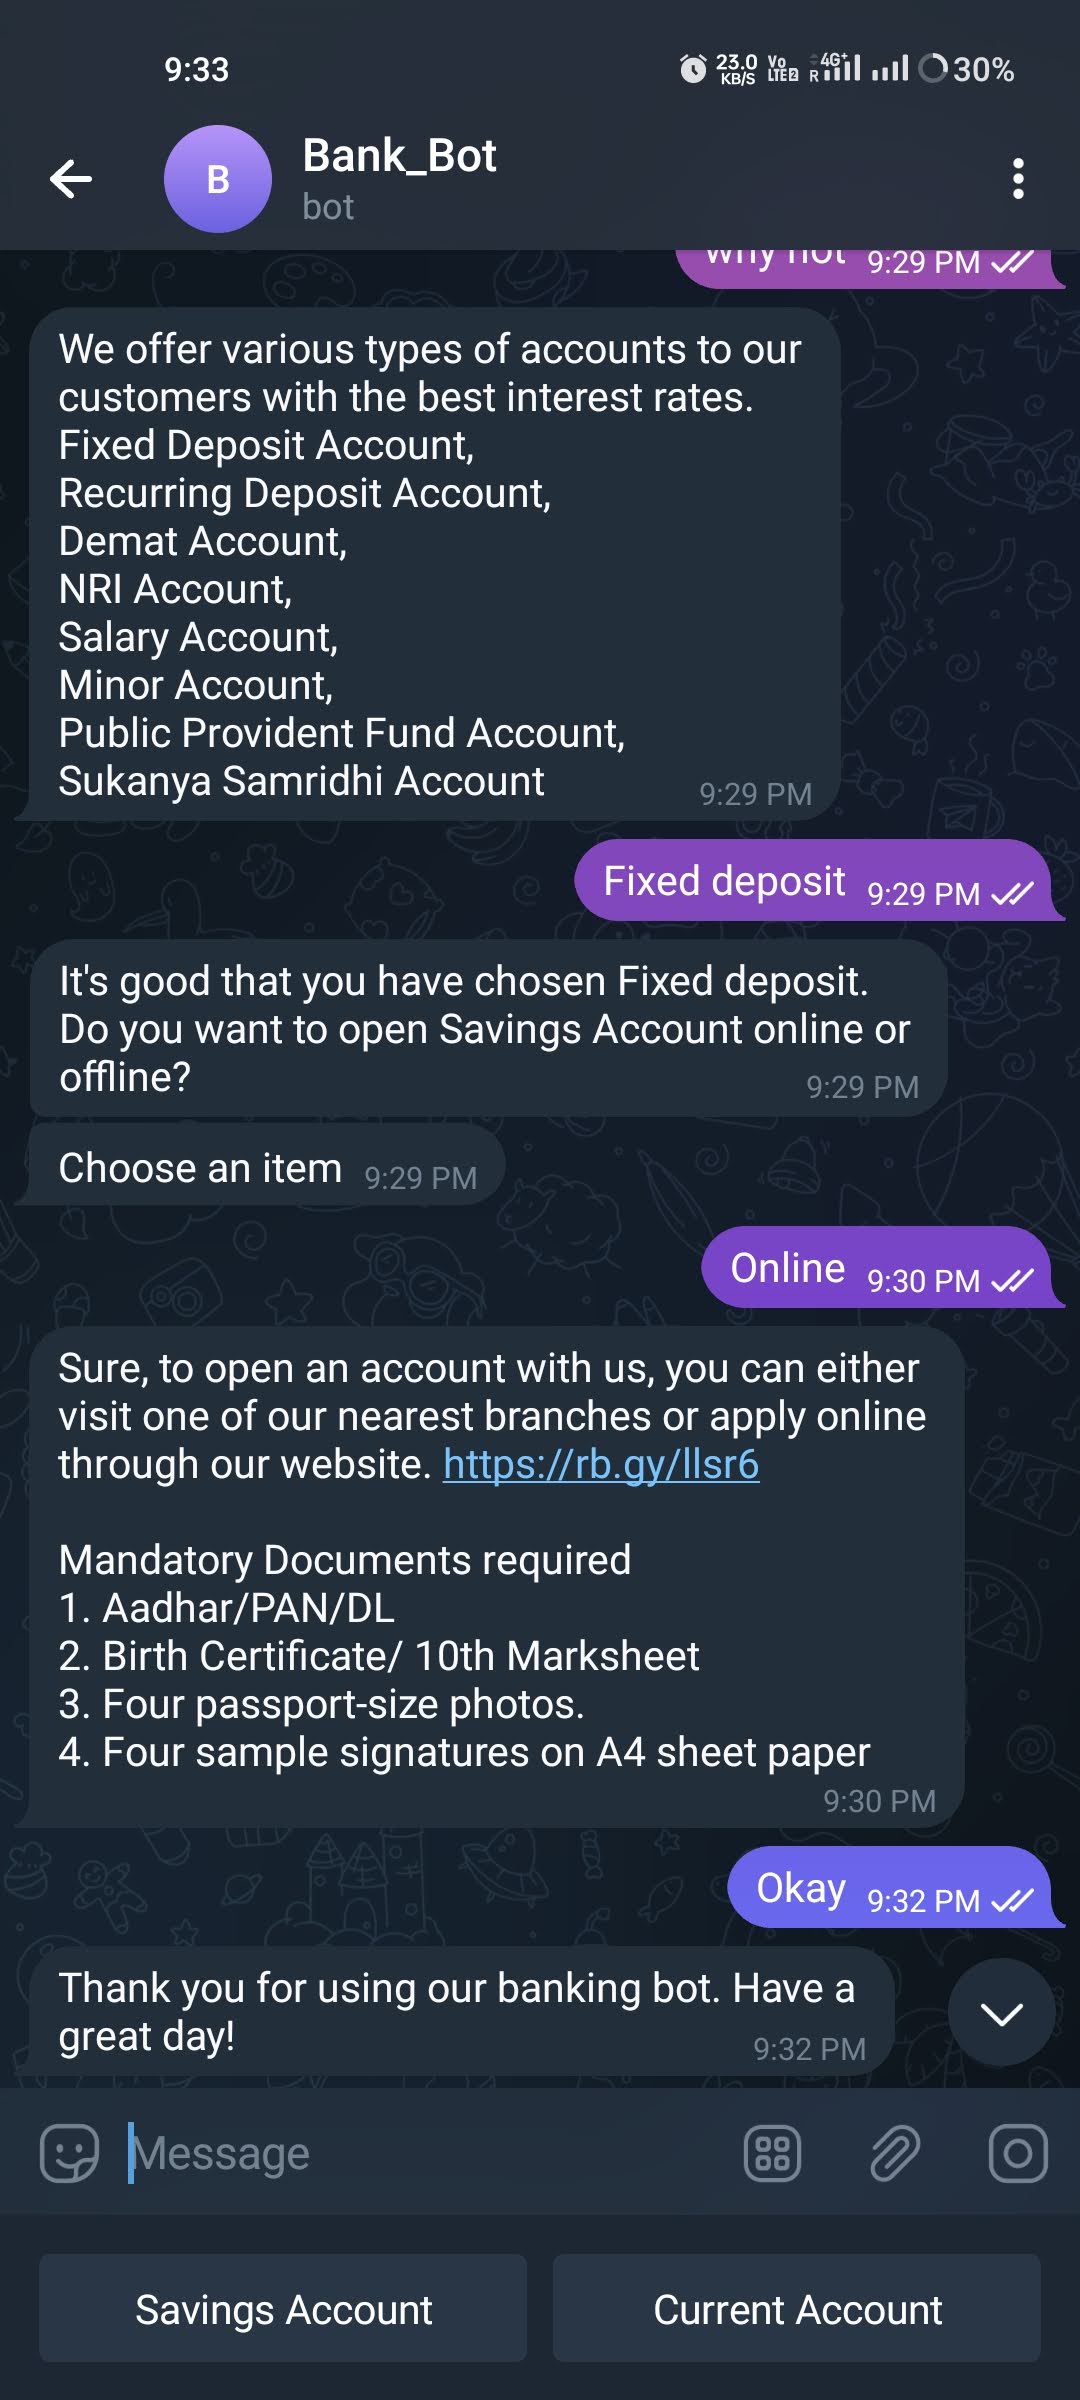 9:33
23.0 KB/S Vo LTE2 R 4G+ 30%
B
Bank_Bot
bot
why not 9:29 PM
We offer various types of accounts to our
customers with the best interest rates.
Fixed Deposit Account,
Recurring Deposit Account,
Demat Account,
NRI Account,
Salary Account,
Minor Account,
Public Provident Fund Account,
Sukanya Samridhi Account 9:29 PM
Fixed deposit 9:29 PM
It's good that you have chosen Fixed deposit.
Do you want to open Savings Account online or
offline? 9:29 PM
Choose an item 9:29 PM
Online 9:30 PM
Sure, to open an account with us, you can either
visit one of our nearest branches or apply online
through our website. https://rb.gy/llsr6
Mandatory Documents required
1. Aadhar/PAN/DL
2. Birth Certificate/ 10th Marksheet
3. Four passport-size photos.
4. Four sample signatures on A4 sheet paper
9:30 PM
Okay 9:32 PM
Thank you for using our banking bot. Have a
great day! 9:32 PM
Message
Savings Account
Current Account